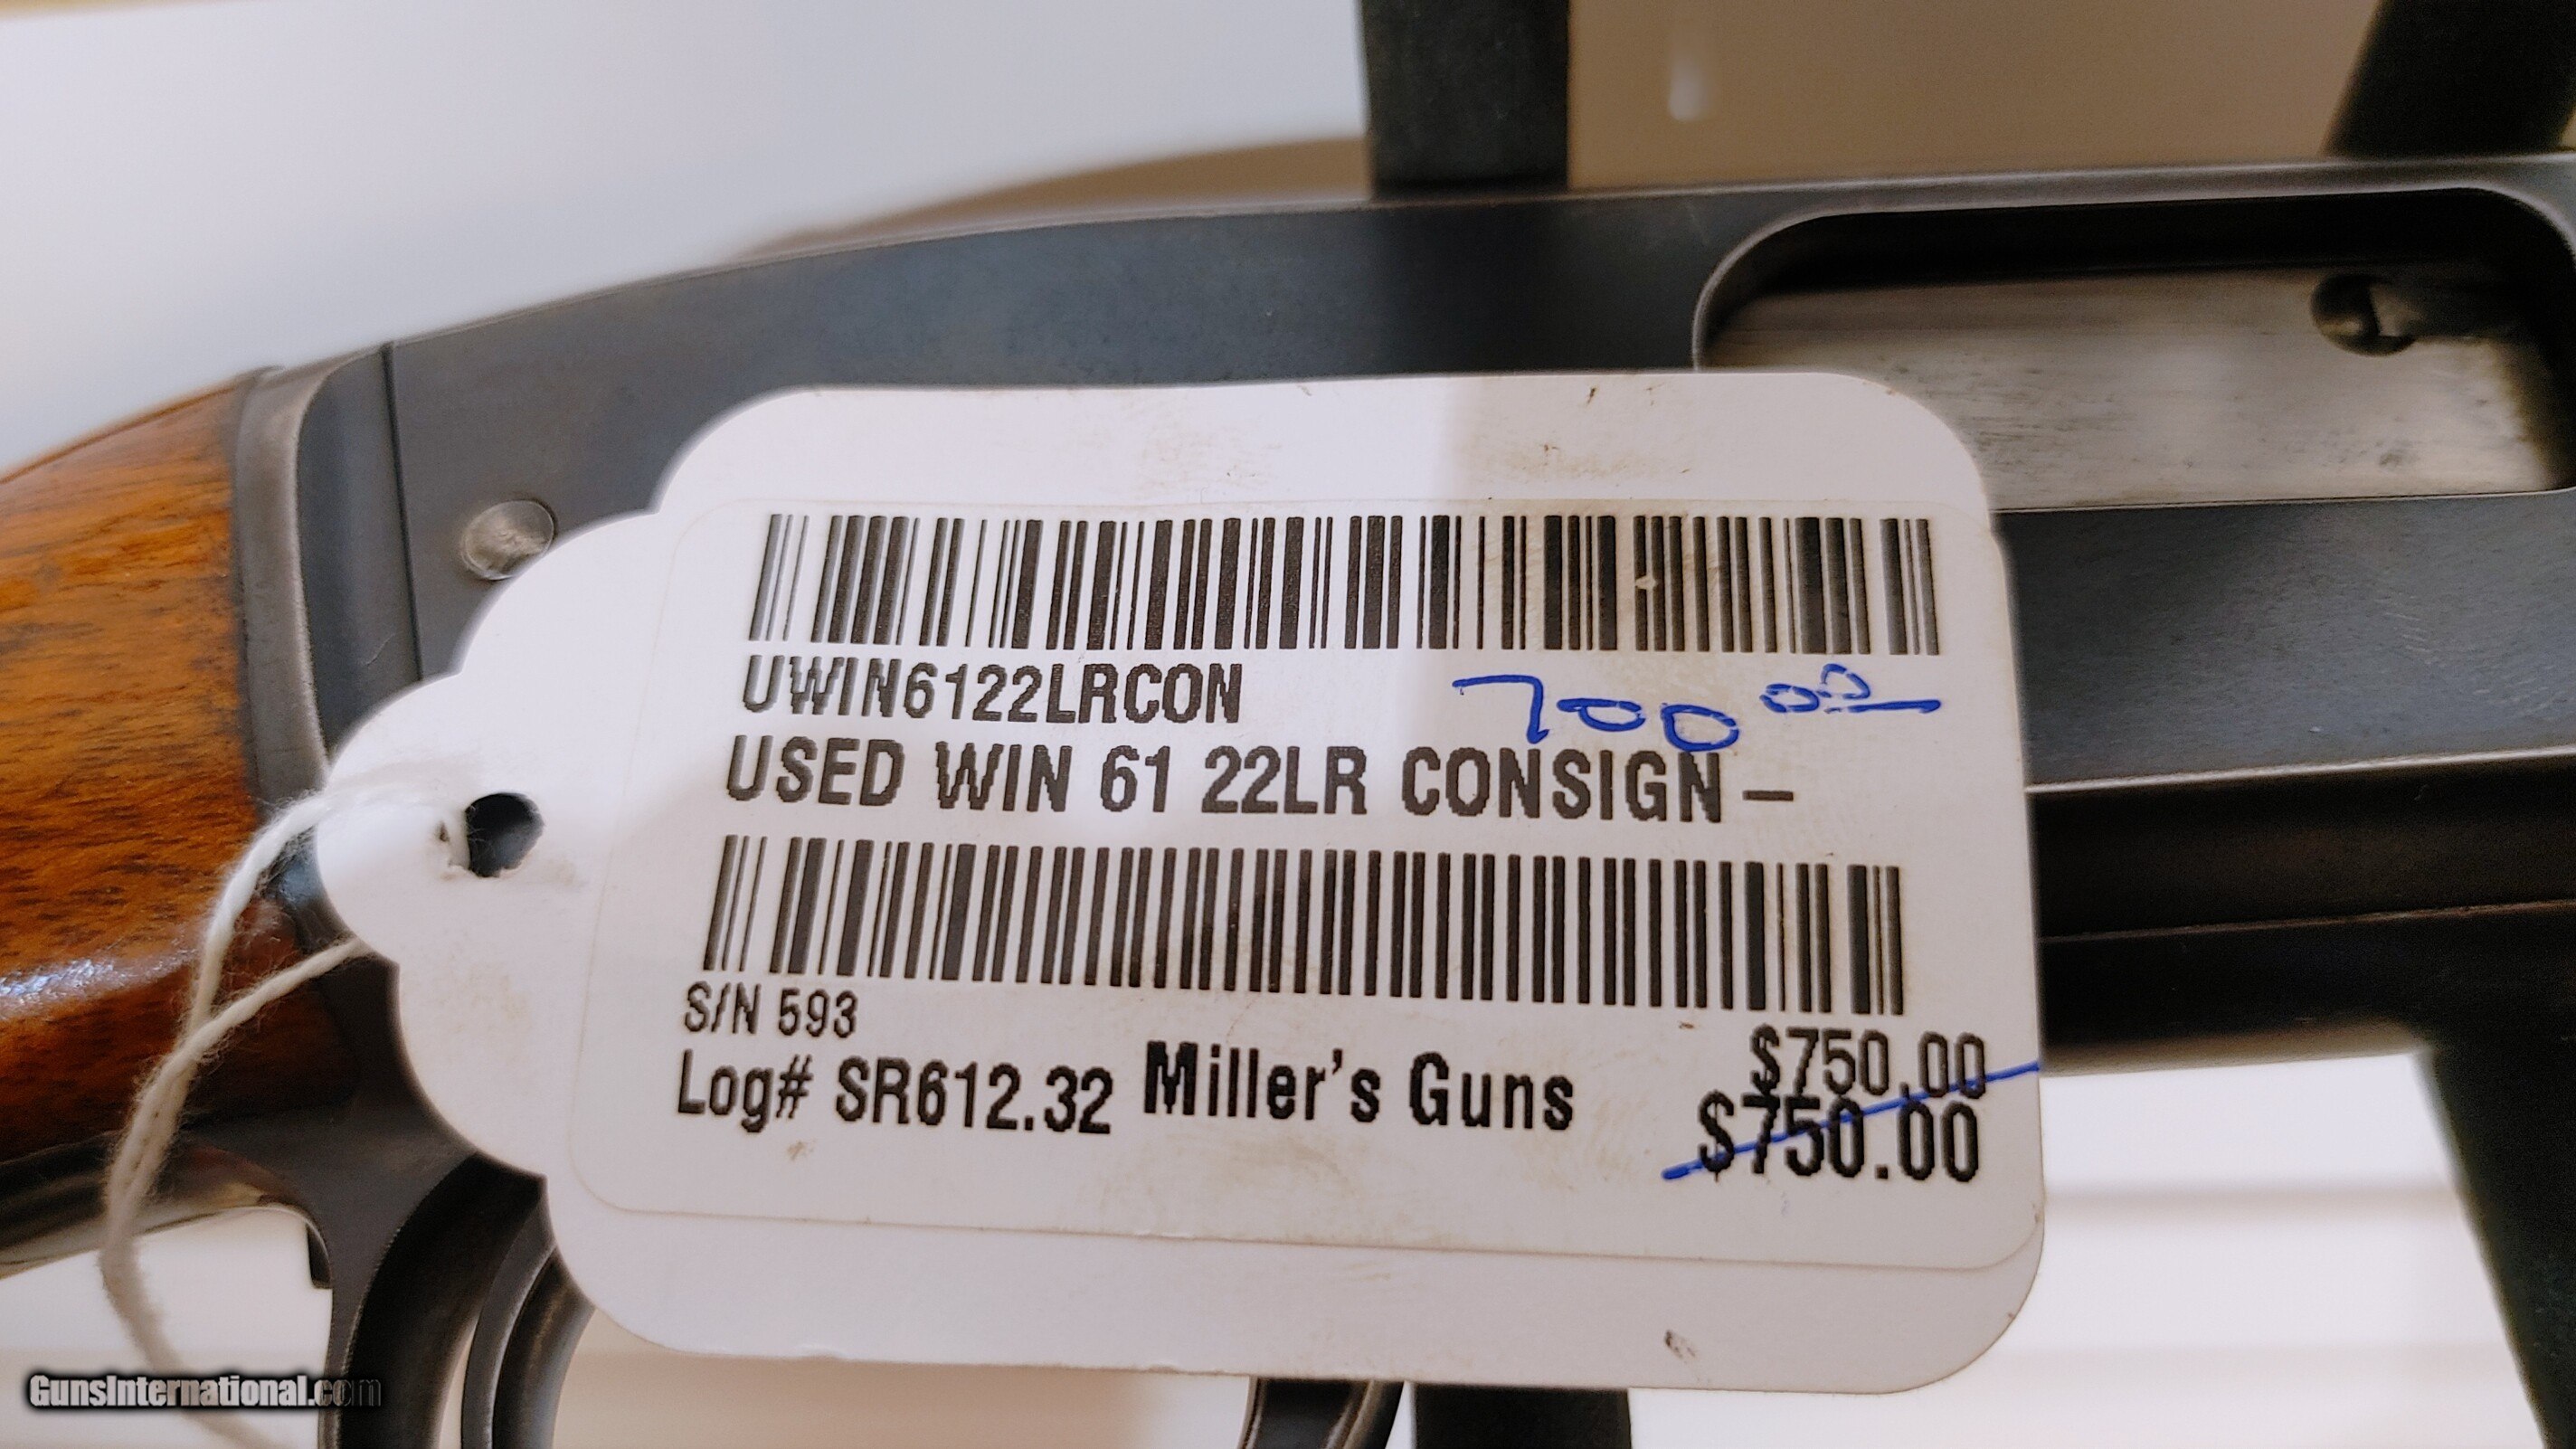 UWIN6122LRCON 700 00
USED WIN 61 22LR CONSIGN –
S/N 593
Log# SR612.32 Miller's Guns $750.00
$750.00
GunsInternational.com